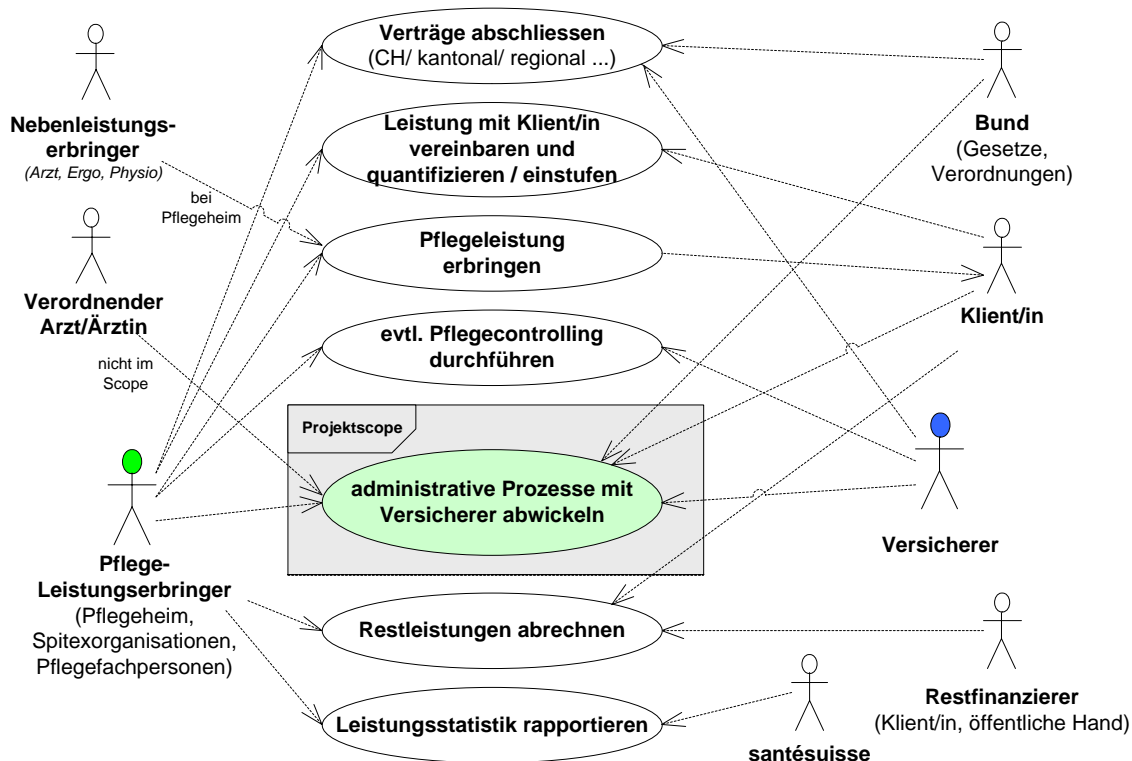 Verträge abschliessen
(CH/ kantonal/ regional ...)
Nebenleistungs-
erbringer
(Arzt, Ergo, Physio)
Leistung mit Klient/in
vereinbaren und
quantifizieren / einstufen
Bund
(Gesetze,
Verordnungen)
bei
Pflegeheim
Pflegeleistung
erbringen
Verordnender
Arzt/Ärztin
Klient/in
evtl. Pflegecontrolling
durchführen
nicht im
Scope
Projektscope
administrative Prozesse mit
Versicherer abwickeln
Versicherer
Pflege-
Leistungserbringer
(Pflegeheim,
Spitexorganisationen,
Pflegefachpersonen)
Restleistungen abrechnen
Restfinanzierer
(Klient/in, öffentliche Hand)
Leistungsstatistik rapportieren
santésuisse